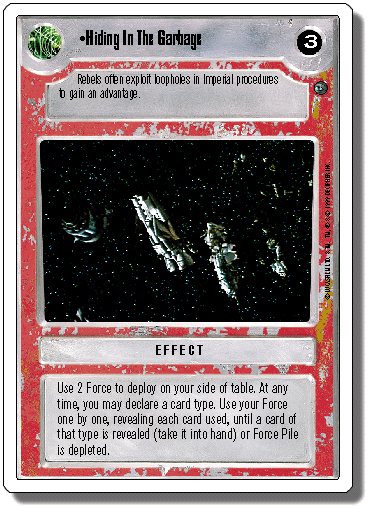 •Hiding In The Garbage
3
Rebels often exploit loopholes in Imperial procedures
to gain an advantage.
EFFECT
Use 2 Force to deploy on your side of table. At any
time, you may declare a card type. Use your Force
one by one, revealing each card used, until a card of
that type is revealed (take it into hand) or Force Pile
is depleted.